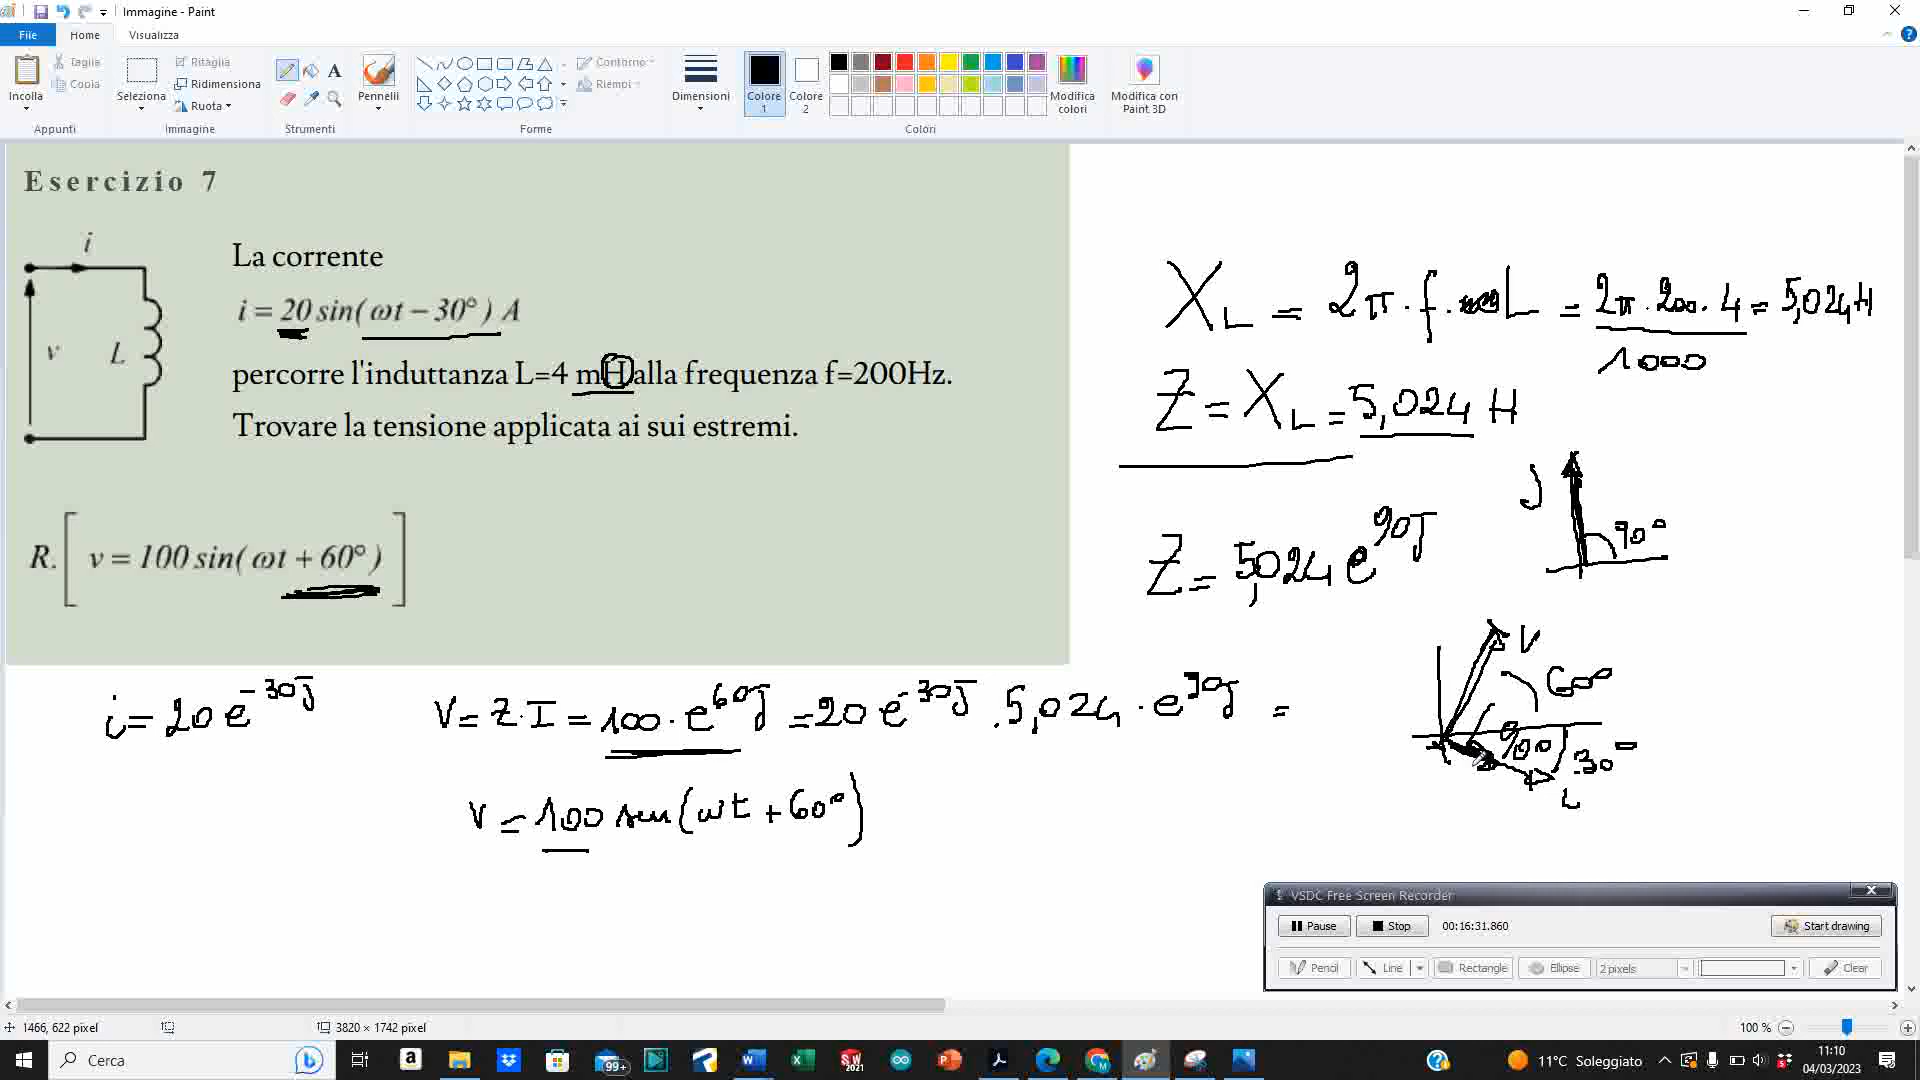 Immagine - Paint
File Home Visualizza
Incolla
Taglia
Copia
Appunti
Seleziona
Ritaglia
Ridimensiona
Ruota
Immagine
A
Strumenti
Pennelli
Forme
Contorno
Riempi
Dimensioni
Colore 1
Colore 2
Colori
Modifica colori
Modifica con Paint 3D
Esercizio 7
i
v
L
La corrente
i = 20 sin( ωt − 30° ) A
percorre l'induttanza L=4 mH alla frequenza f=200Hz.
Trovare la tensione applicata ai sui estremi.
R. [ v = 100 sin( ωt + 60° ) ]
X_L = 2π · f · L = 2π · 200 · 4 / 1000 = 5,024 H
Z = X_L = 5,024 H
J
90°
Z = 5,024 e^90J
i = 20 e^-30J
V = Z · I = 100 · e^60J = 20 e^-30J · 5,024 · e^90J =
v = 100 sen (ωt + 60°)
V
60°
90°
30°
i
VSDC Free Screen Recorder
Pause
Stop
00:16:31.860
Start drawing
Pencil
Line
Rectangle
Ellipse
2 pixels
Clear
1466, 622 pixel
3820 × 1742 pixel
100 %
Cerca
99+
2021
11°C Soleggiato
11:10
04/03/2023